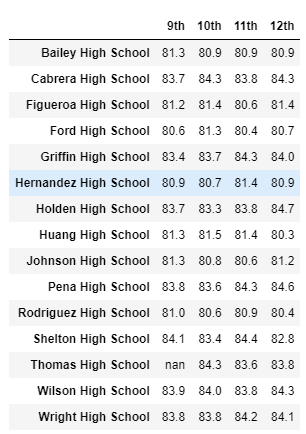 9th 10th 11th 12th
Bailey High School 81.3 80.9 80.9 80.9
Cabrera High School 83.7 84.3 83.8 84.3
Figueroa High School 81.2 81.4 80.6 81.4
Ford High School 80.6 81.3 80.4 80.7
Griffin High School 83.4 83.7 84.3 84.0
Hernandez High School 80.9 80.7 81.4 80.9
Holden High School 83.7 83.3 83.8 84.7
Huang High School 81.3 81.5 81.4 80.3
Johnson High School 81.3 80.8 80.6 81.2
Pena High School 83.8 83.6 84.3 84.6
Rodriguez High School 81.0 80.6 80.9 80.4
Shelton High School 84.1 83.4 84.4 82.8
Thomas High School nan 84.3 83.6 83.8
Wilson High School 83.9 84.0 83.8 84.3
Wright High School 83.8 83.8 84.2 84.1